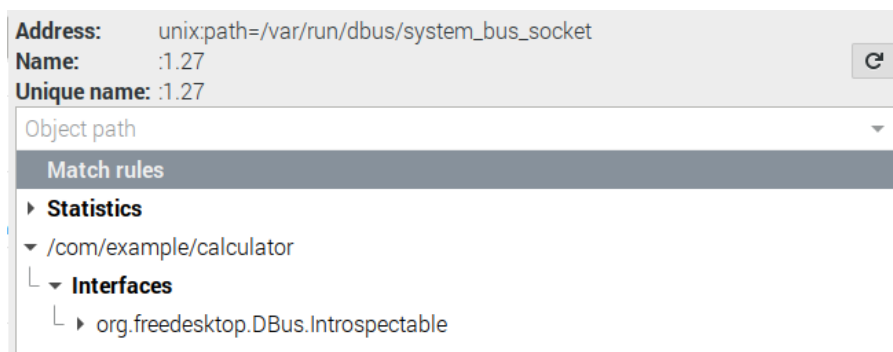 Address: unix:path=/var/run/dbus/system_bus_socket
Name: :1.27
Unique name: :1.27
Object path
Match rules
Statistics
/com/example/calculator
Interfaces
org.freedesktop.DBus.Introspectable